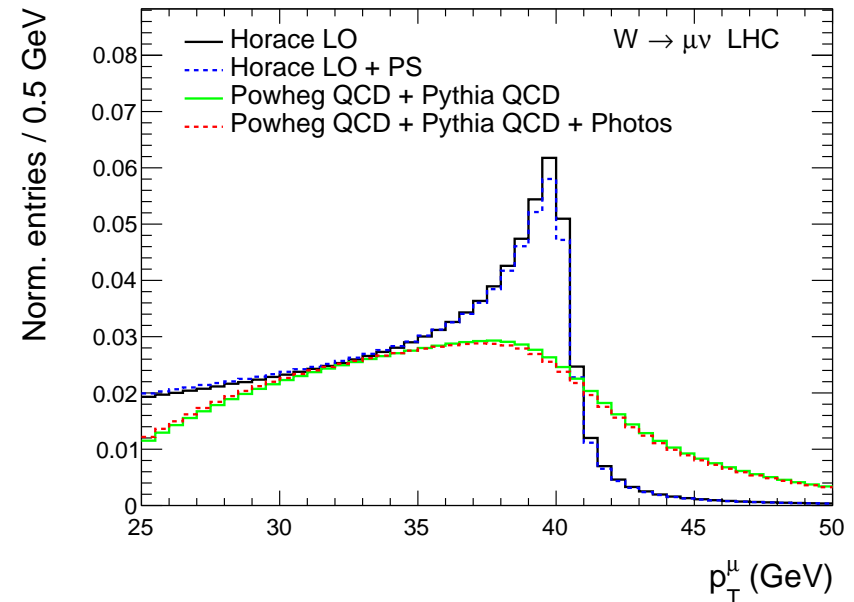 Norm. entries / 0.5 GeV
0.08
0.07
0.06
0.05
0.04
0.03
0.02
0.01
0
Horace LO
Horace LO + PS
Powheg QCD + Pythia QCD
Powheg QCD + Pythia QCD + Photos
W → μν LHC
25 30 35 40 45 50
p_T^μ (GeV)